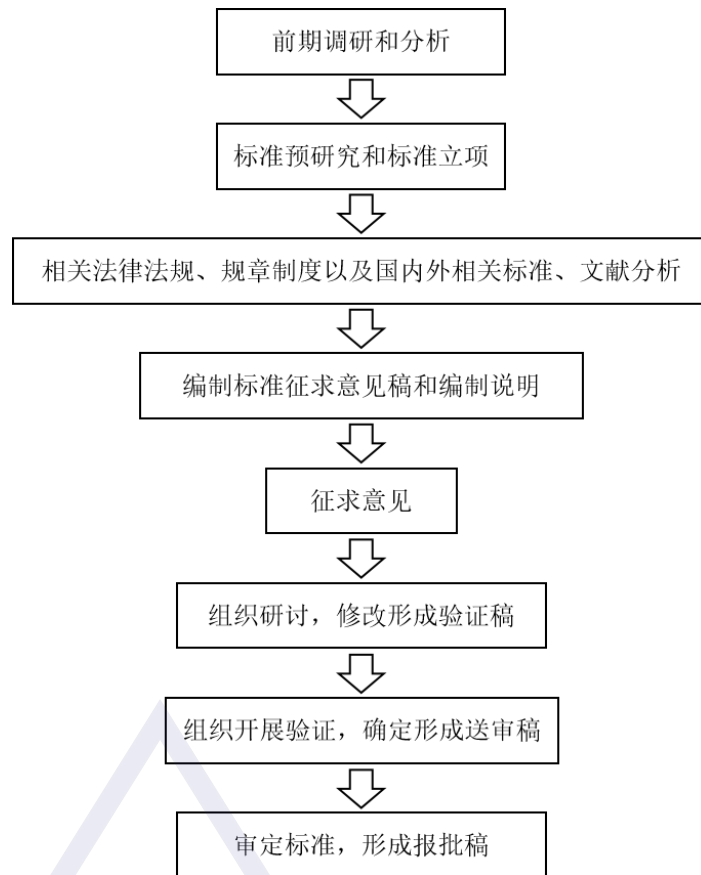 前期调研和分析
标准预研究和标准立项
相关法律法规、规章制度以及国内外相关标准、文献分析
编制标准征求意见稿和编制说明
征求意见
组织研讨，修改形成验证稿
组织开展验证，确定形成送审稿
审定标准，形成报批稿